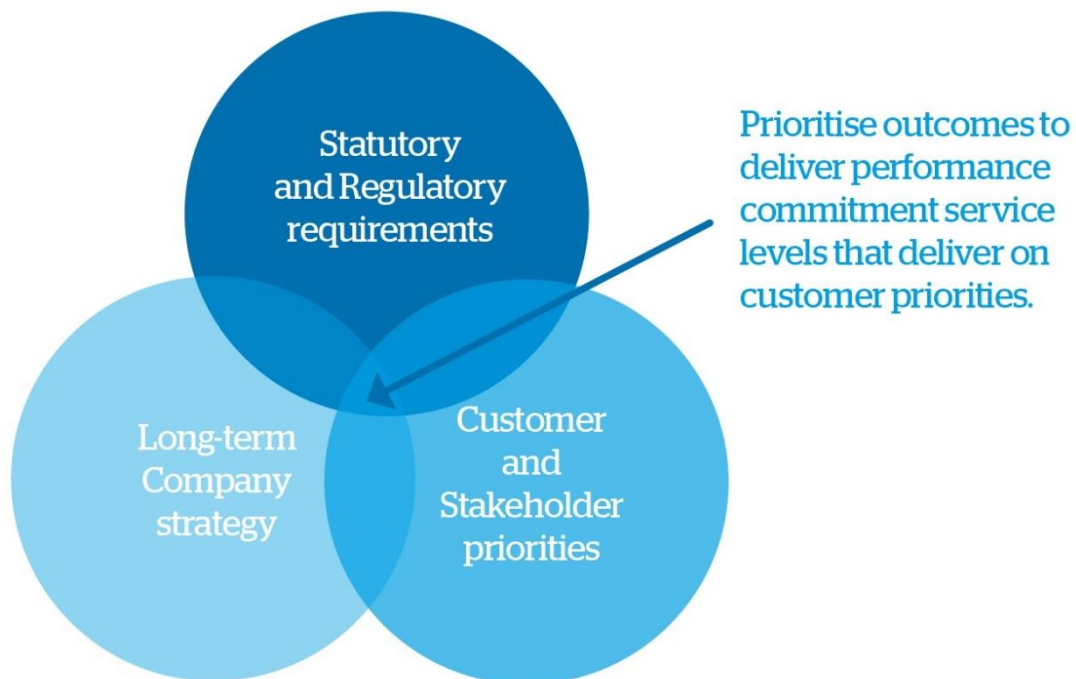 Statutory
and Regulatory
requirements
Prioritise outcomes to
deliver performance
commitment service
levels that deliver on
customer priorities.
Long-term
Company
strategy
Customer
and
Stakeholder
priorities